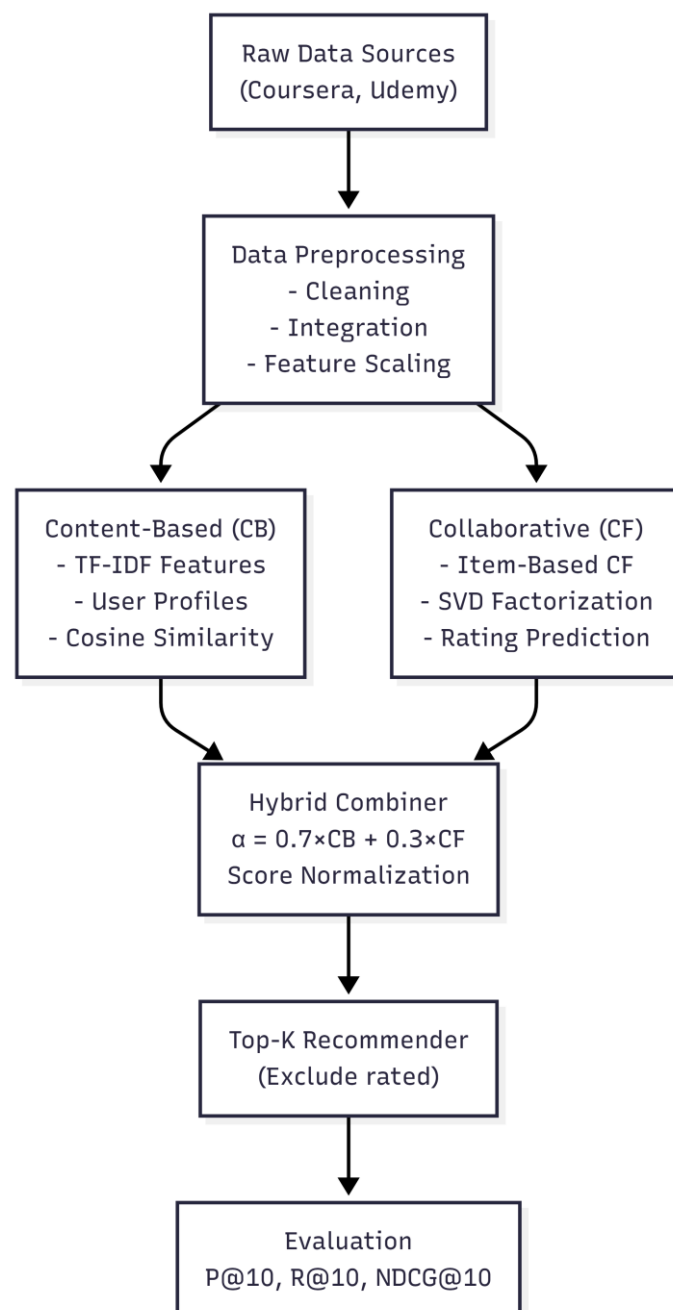 Raw Data Sources
(Coursera, Udemy)
Data Preprocessing
- Cleaning
- Integration
- Feature Scaling
Content-Based (CB)
- TF-IDF Features
- User Profiles
- Cosine Similarity
Collaborative (CF)
- Item-Based CF
- SVD Factorization
- Rating Prediction
Hybrid Combiner
α = 0.7×CB + 0.3×CF
Score Normalization
Top-K Recommender
(Exclude rated)
Evaluation
P@10, R@10, NDCG@10